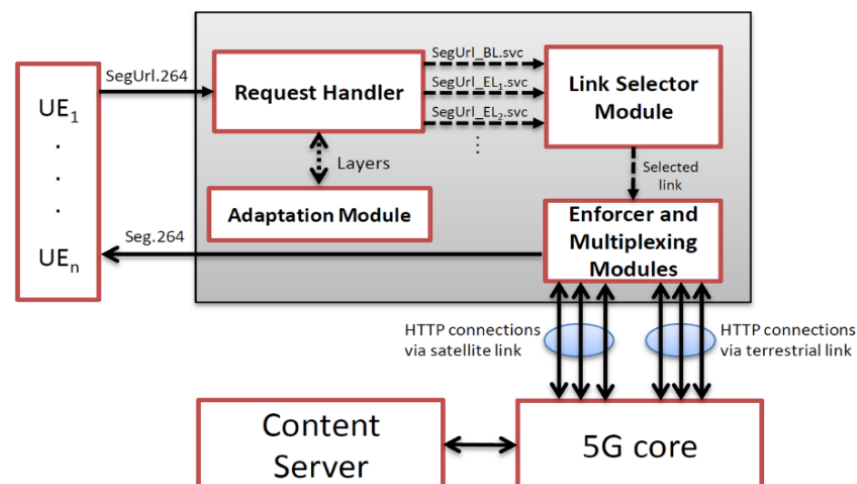 SegUrl.264
UE1
.
.
.
UEn
Request Handler
SegUrl_BL.svc
SegUrl_EL1.svc
SegUrl_EL2.svc
⋮
Link Selector
Module
Layers
Adaptation Module
Selected
link
Seg.264
Enforcer and
Multiplexing
Modules
HTTP connections
via satellite link
HTTP connections
via terrestrial link
Content
Server
5G core